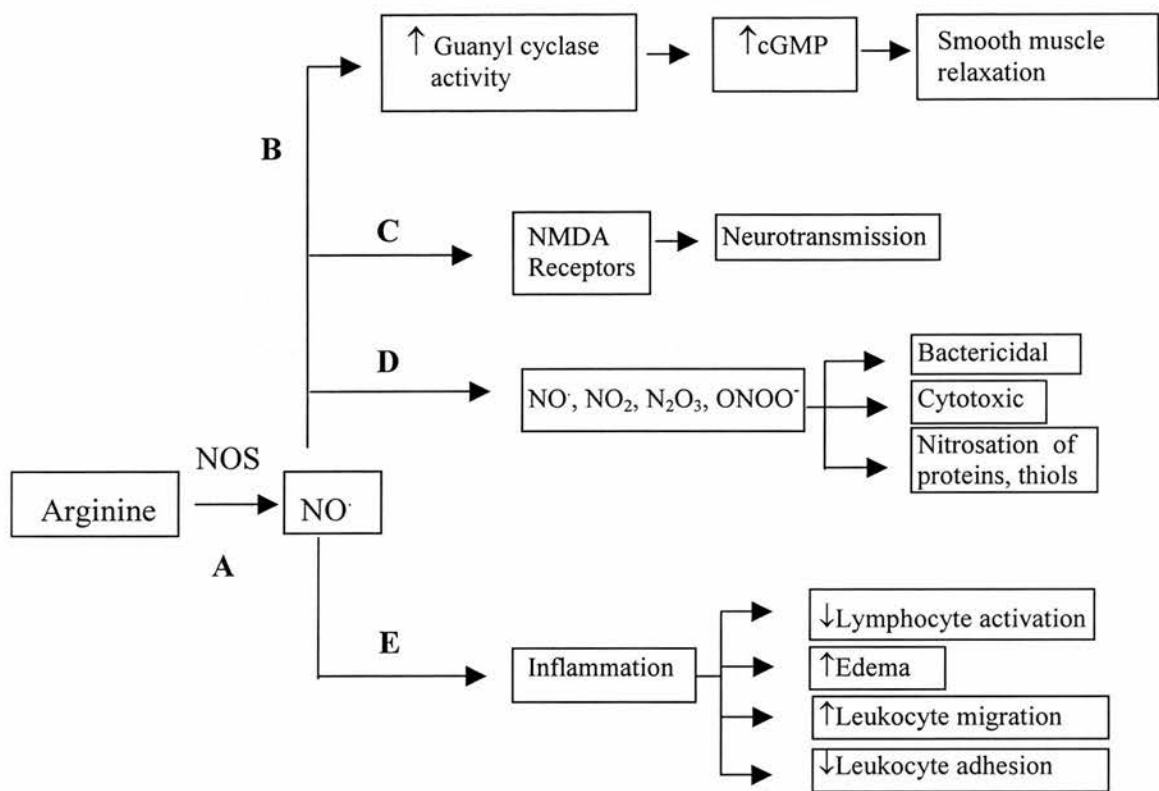 ↑ Guanyl cyclase
activity
↑cGMP
Smooth muscle
relaxation
B
C
NMDA
Receptors
Neurotransmission
D
NO·, NO₂, N₂O₃, ONOO⁻
Bactericidal
Cytotoxic
Nitrosation of
proteins, thiols
Arginine
NOS
A
NO·
E
Inflammation
↓Lymphocyte activation
↑Edema
↑Leukocyte migration
↓Leukocyte adhesion